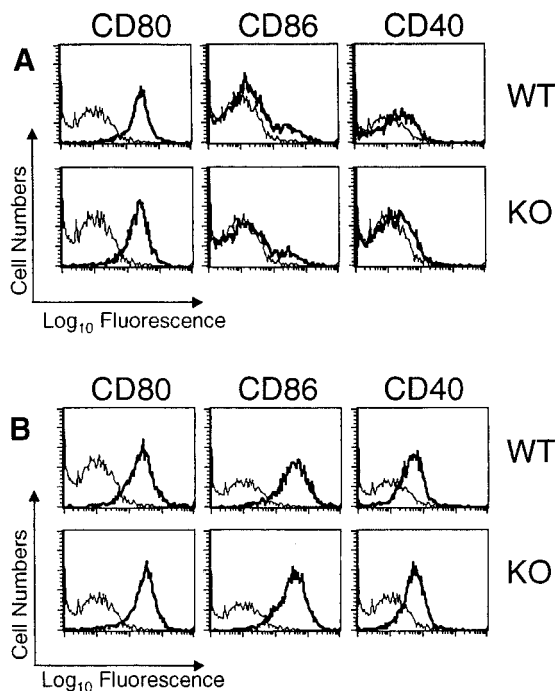 CD80 CD86 CD40
A
WT
KO
Cell Numbers
Log10 Fluorescence
CD80 CD86 CD40
B
WT
KO
Cell Numbers
Log10 Fluorescence